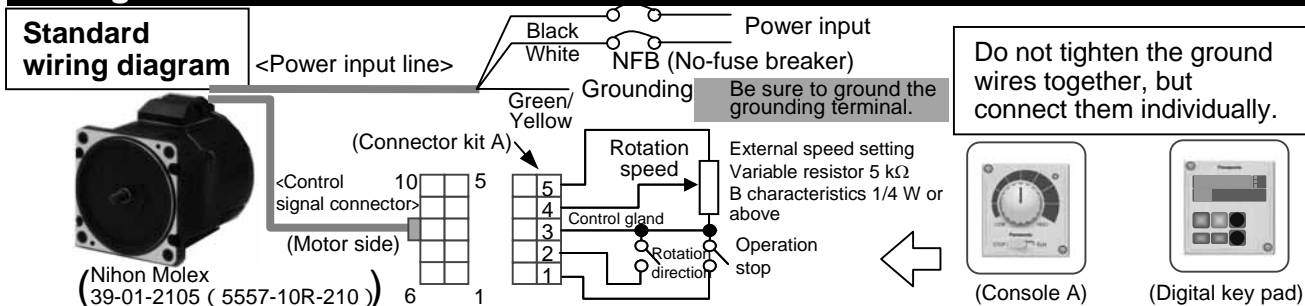 Standard
wiring diagram
<Power input line>
Black
White
Power input
NFB (No-fuse breaker)
Green/
Yellow
Grounding
Be sure to ground the
grounding terminal.
Do not tighten the ground
wires together, but
connect them individually.
(Connector kit A)
<Control
signal connector>
(Motor side)
10
5
6
1
5
4
3
2
1
Rotation
speed
Control gland
Rotation
direction
Operation
stop
External speed setting
Variable resistor 5 kΩ
B characteristics 1/4 W or
above
(Nihon Molex
39-01-2105 ( 5557-10R-210 ))
Panasonic
STOP
RUN
(Console A)
Panasonic
(Digital key pad)